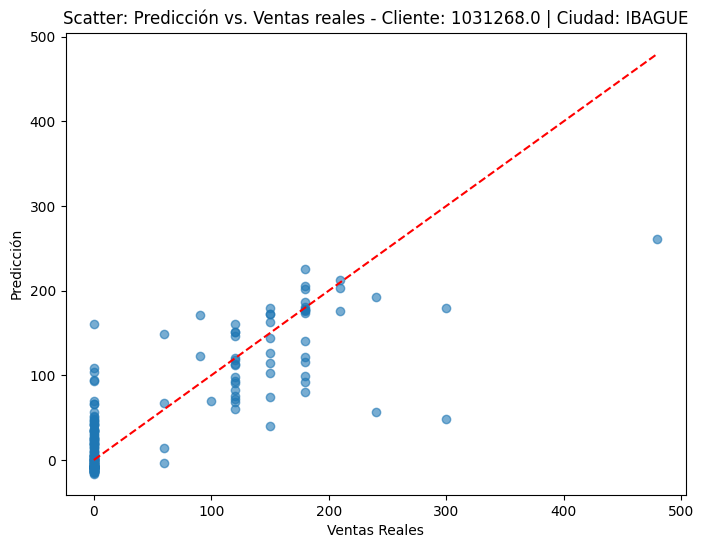 Scatter: Predicción vs. Ventas reales - Cliente: 1031268.0 | Ciudad: IBAGUE
500
400
300
200
100
0
Predicción
0 100 200 300 400 500
Ventas Reales